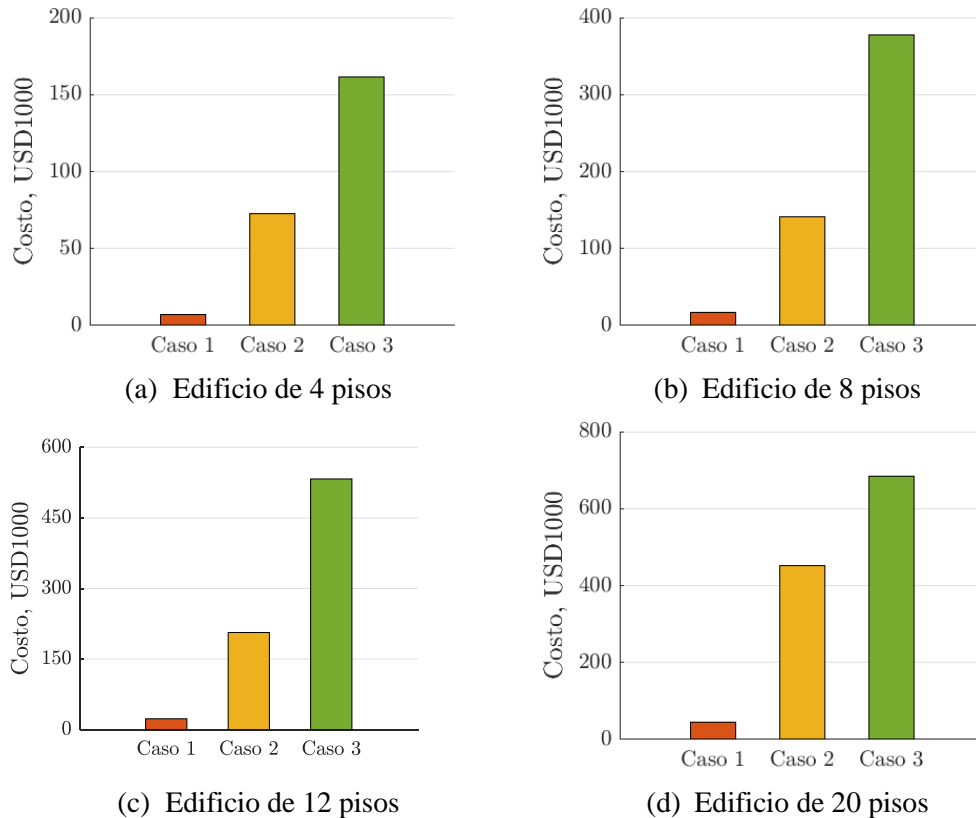 200
150
100
50
0
Costo, USD1000
Caso 1 Caso 2 Caso 3
(a) Edificio de 4 pisos
400
300
200
100
0
Costo, USD1000
Caso 1 Caso 2 Caso 3
(b) Edificio de 8 pisos
600
450
300
150
0
Costo, USD1000
Caso 1 Caso 2 Caso 3
(c) Edificio de 12 pisos
800
600
400
200
0
Costo, USD1000
Caso 1 Caso 2 Caso 3
(d) Edificio de 20 pisos